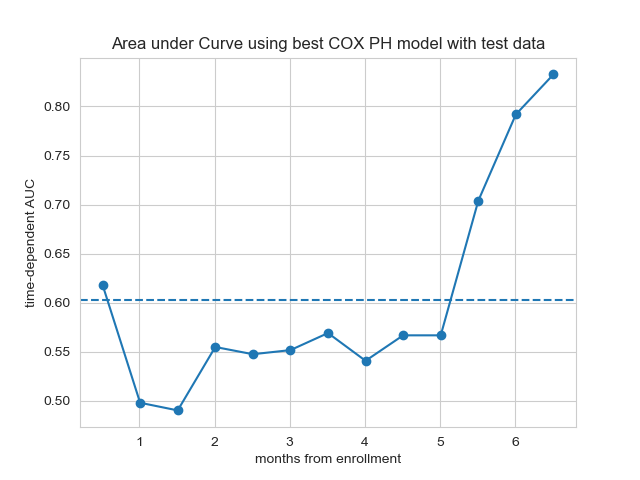 Area under Curve using best COX PH model with test data
time-dependent AUC
0.80
0.75
0.70
0.65
0.60
0.55
0.50
1 2 3 4 5 6
months from enrollment